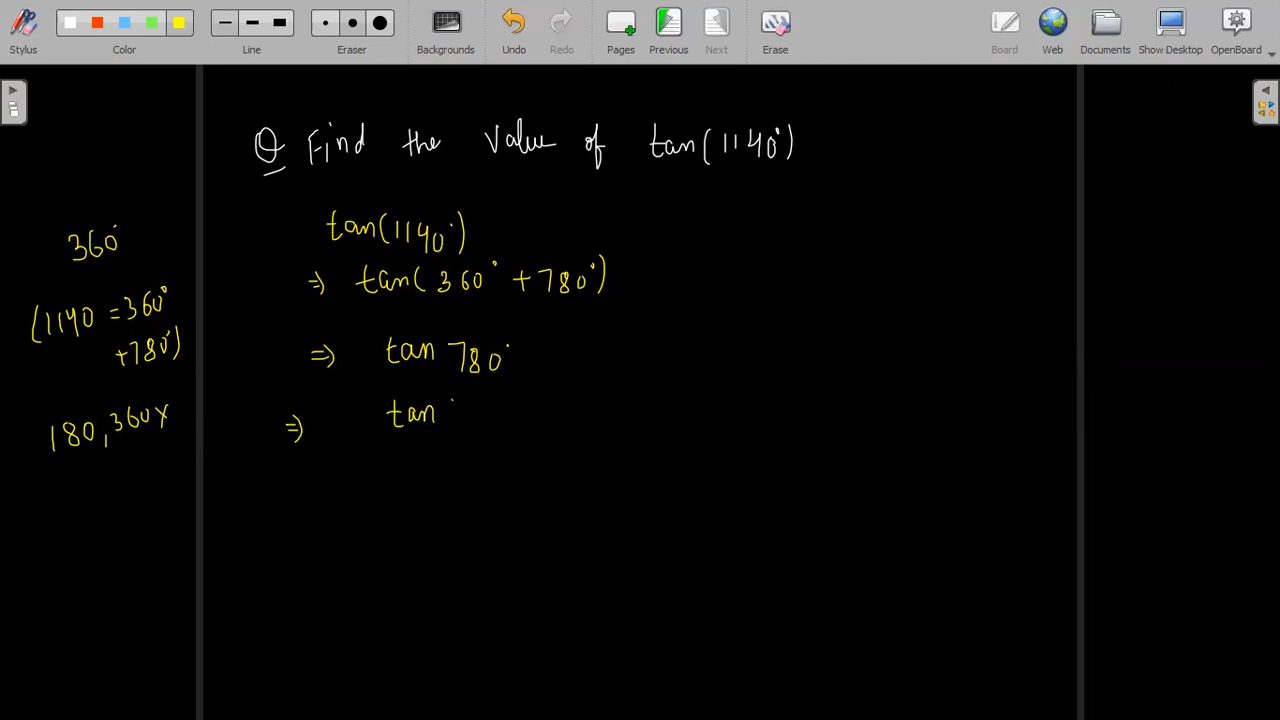 Stylus Color Line Eraser Backgrounds Undo Redo Pages Previous Next Erase Board Web Documents Show Desktop OpenBoard
Q Find the value of tan(1140°)
tan(1140°)
⇒ tan(360° + 780°)
⇒ tan 780°
⇒ tan
360°
(1140 = 360°
+780°)
180, 360x